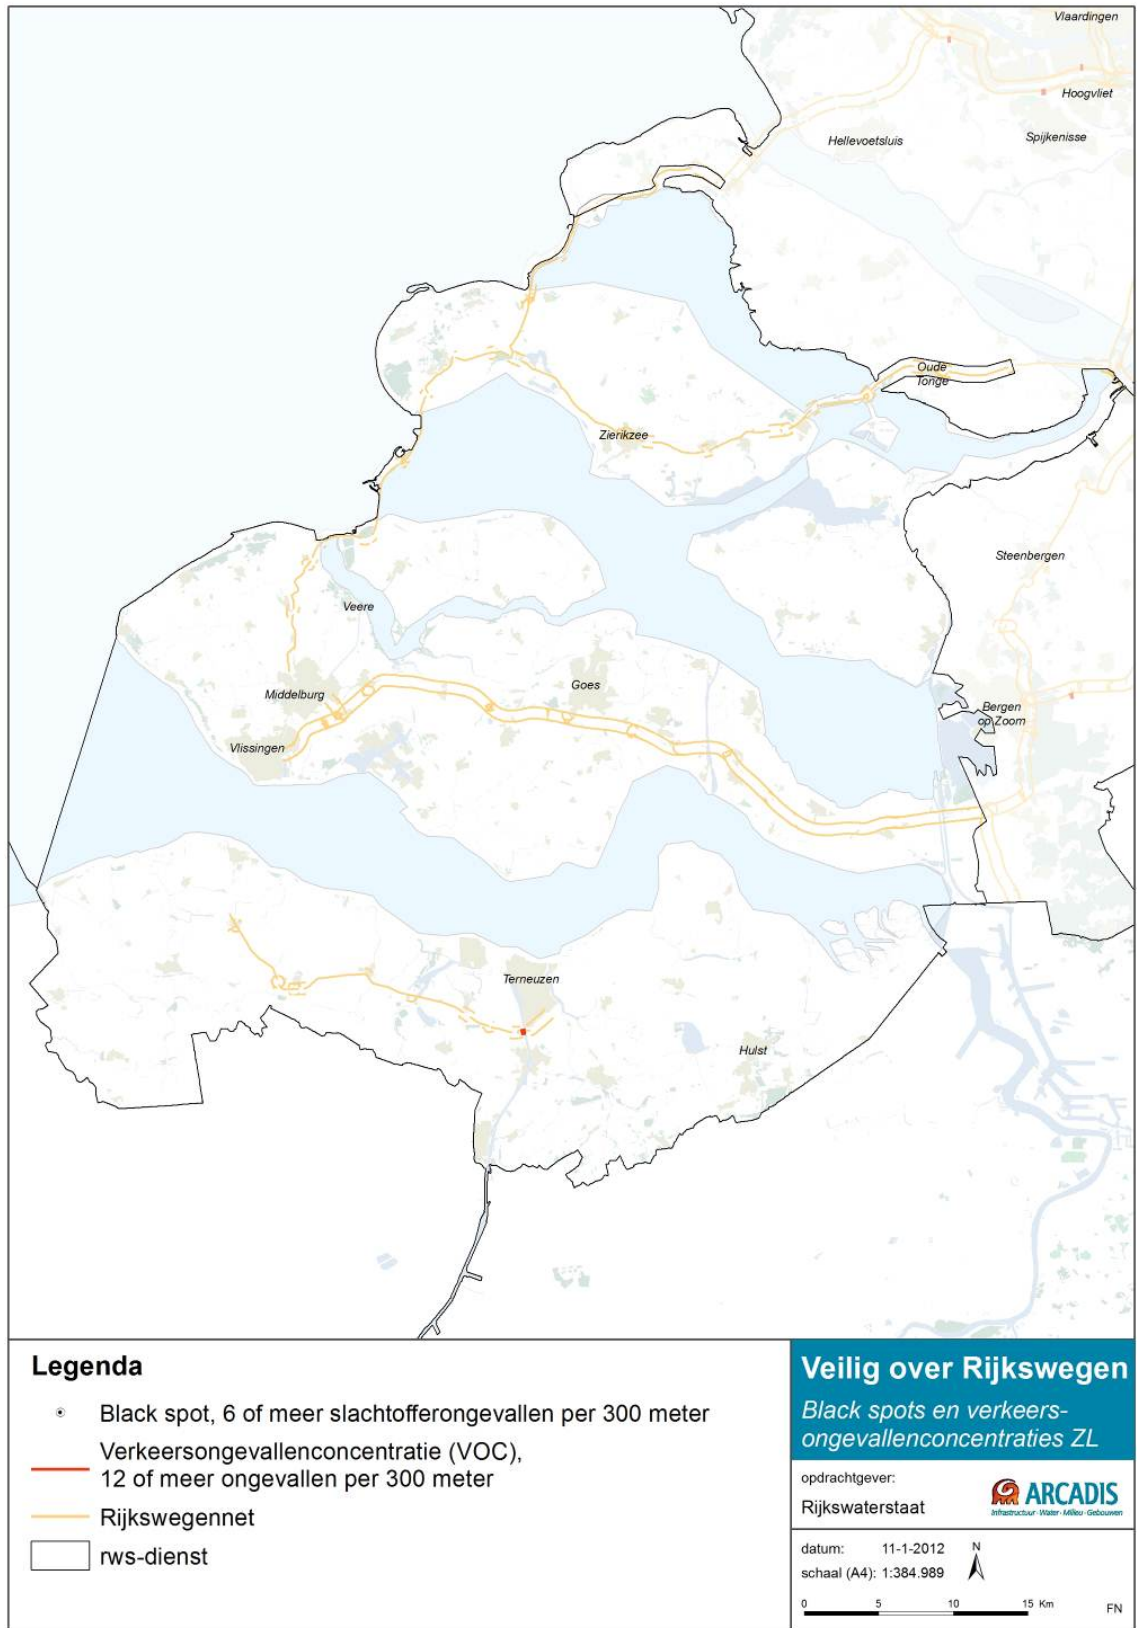 Vlaardingen
Hoogvliet
Hellevoetsluis
Spijkenisse
Oude
Tonge
Zierikzee
Steenbergen
Veere
Goes
Middelburg
Bergen
op Zoom
Vlissingen
Terneuzen
Hulst
Legenda
Black spot, 6 of meer slachtofferongevallen per 300 meter
Verkeersongevallenconcentratie (VOC),
12 of meer ongevallen per 300 meter
Rijkswegennet
rws-dienst
Veilig over Rijkswegen
Black spots en verkeers-
ongevallenconcentraties ZL
opdrachtgever:
Rijkswaterstaat
ARCADIS
Infrastructuur · Water · Milieu · Gebouwen
datum: 11-1-2012
N
schaal (A4): 1:384.989
0 5 10 15 Km
FN